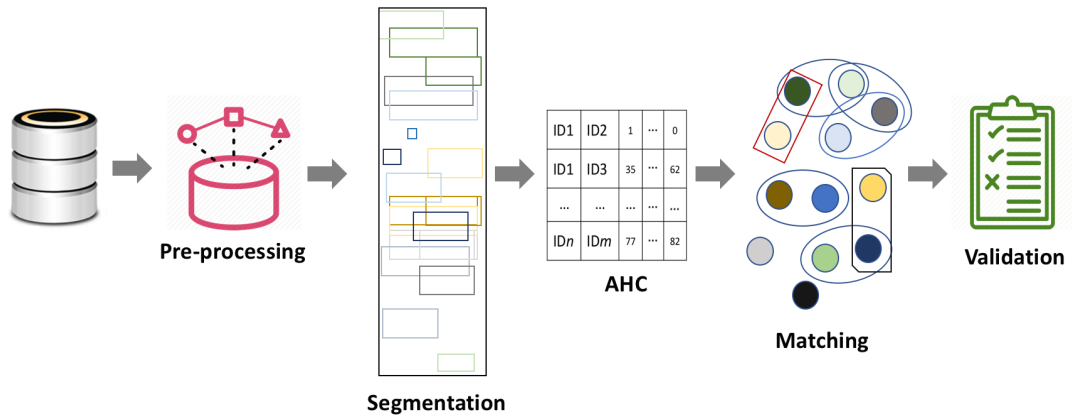 Pre-processing
Segmentation
ID1 ID2 1 ... 0
ID1 ID3 35 ... 62
... ... ... ... ...
IDn IDm 77 ... 82
AHC
Matching
Validation